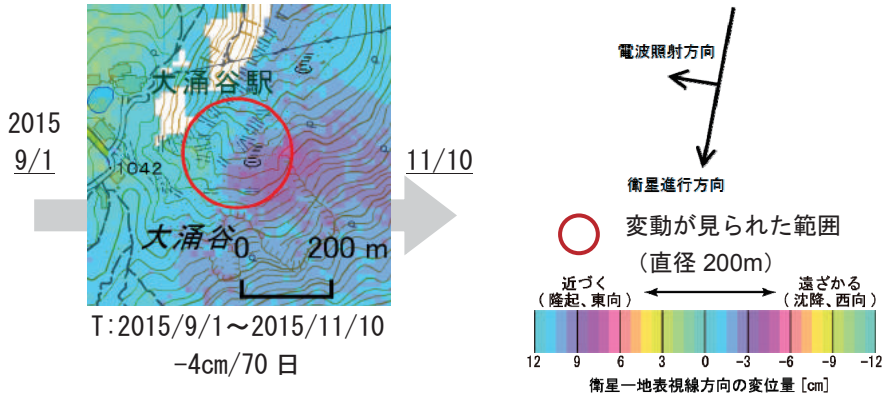 2015
9/1
大涌谷駅
・1042
大涌谷
0 200 m
11/10
T:2015/9/1～2015/11/10
-4cm/70 日
電波照射方向
衛星進行方向
変動が見られた範囲
（直径 200m）
近づく
（隆起、東向）
遠ざかる
（沈降、西向）
12 9 6 3 0 -3 -6 -9 -12
衛星－地表視線方向の変位量 [cm]